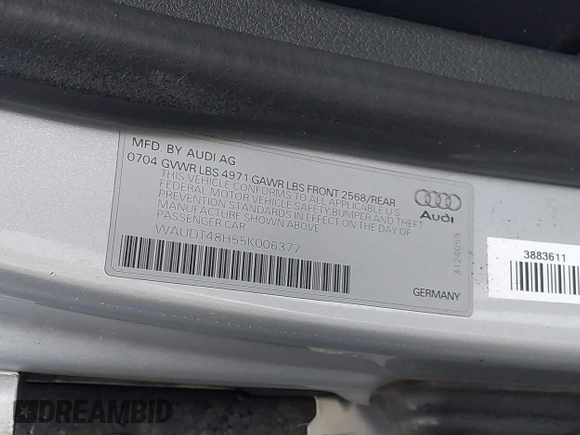 MFD. BY AUDI AG
0704 GVWR LBS 4971 GAWR LBS FRONT 2568/REAR
THIS VEHICLE CONFORMS TO ALL APPLICABLE U.S.
FEDERAL MOTOR VEHICLE SAFETY, BUMPER AND THEFT
PREVENTION STANDARDS IN EFFECT ON THE DAY OF
MANUFACTURE SHOWN ABOVE
PASSENGER CAR
WAUDT48H55K006377
Audi
3124059
GERMANY
3883611
DREAMBID